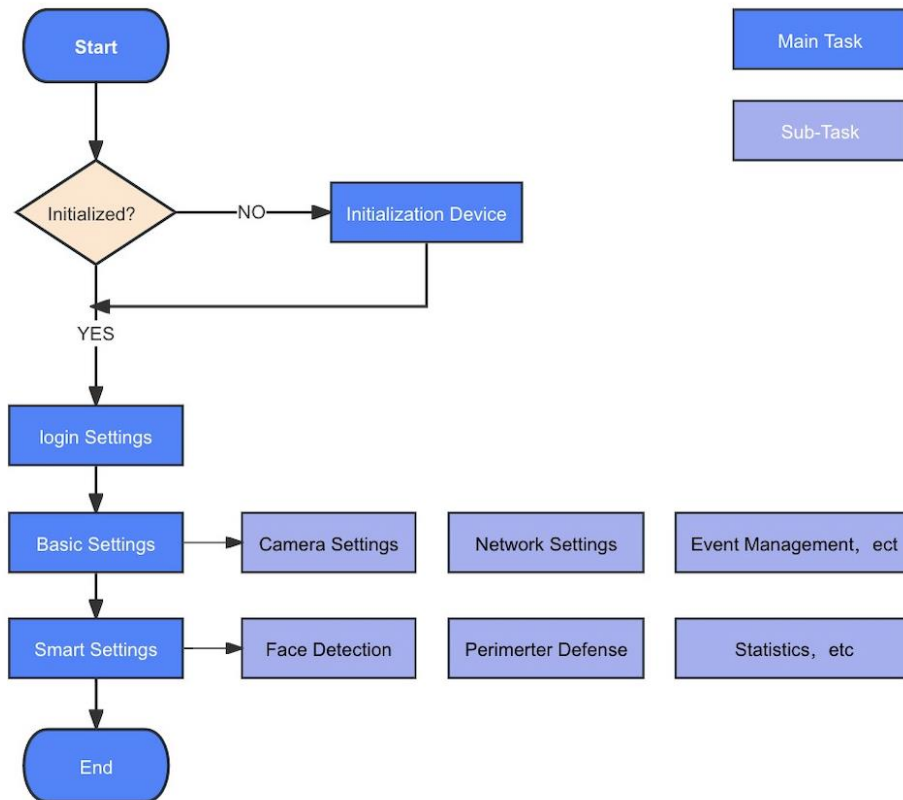 Start
Main Task
Sub-Task
Initialized?
NO
Initialization Device
YES
login Settings
Basic Settings
Camera Settings
Network Settings
Event Management，ect
Smart Settings
Face Detection
Perimerter Defense
Statistics，etc
End